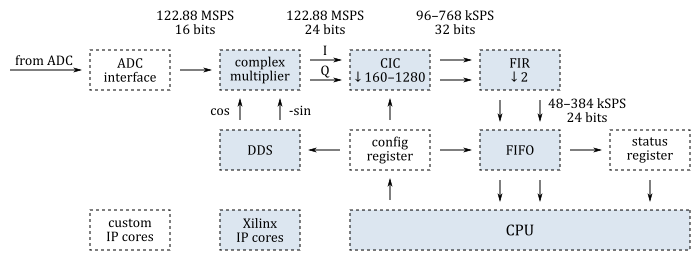 122.88 MSPS
16 bits
122.88 MSPS
24 bits
96–768 kSPS
32 bits
from ADC
ADC
interface
complex
multiplier
I
Q
CIC
↓160–1280
FIR
↓2
cos
-sin
48–384 kSPS
24 bits
DDS
config
register
FIFO
status
register
custom
IP cores
Xilinx
IP cores
CPU